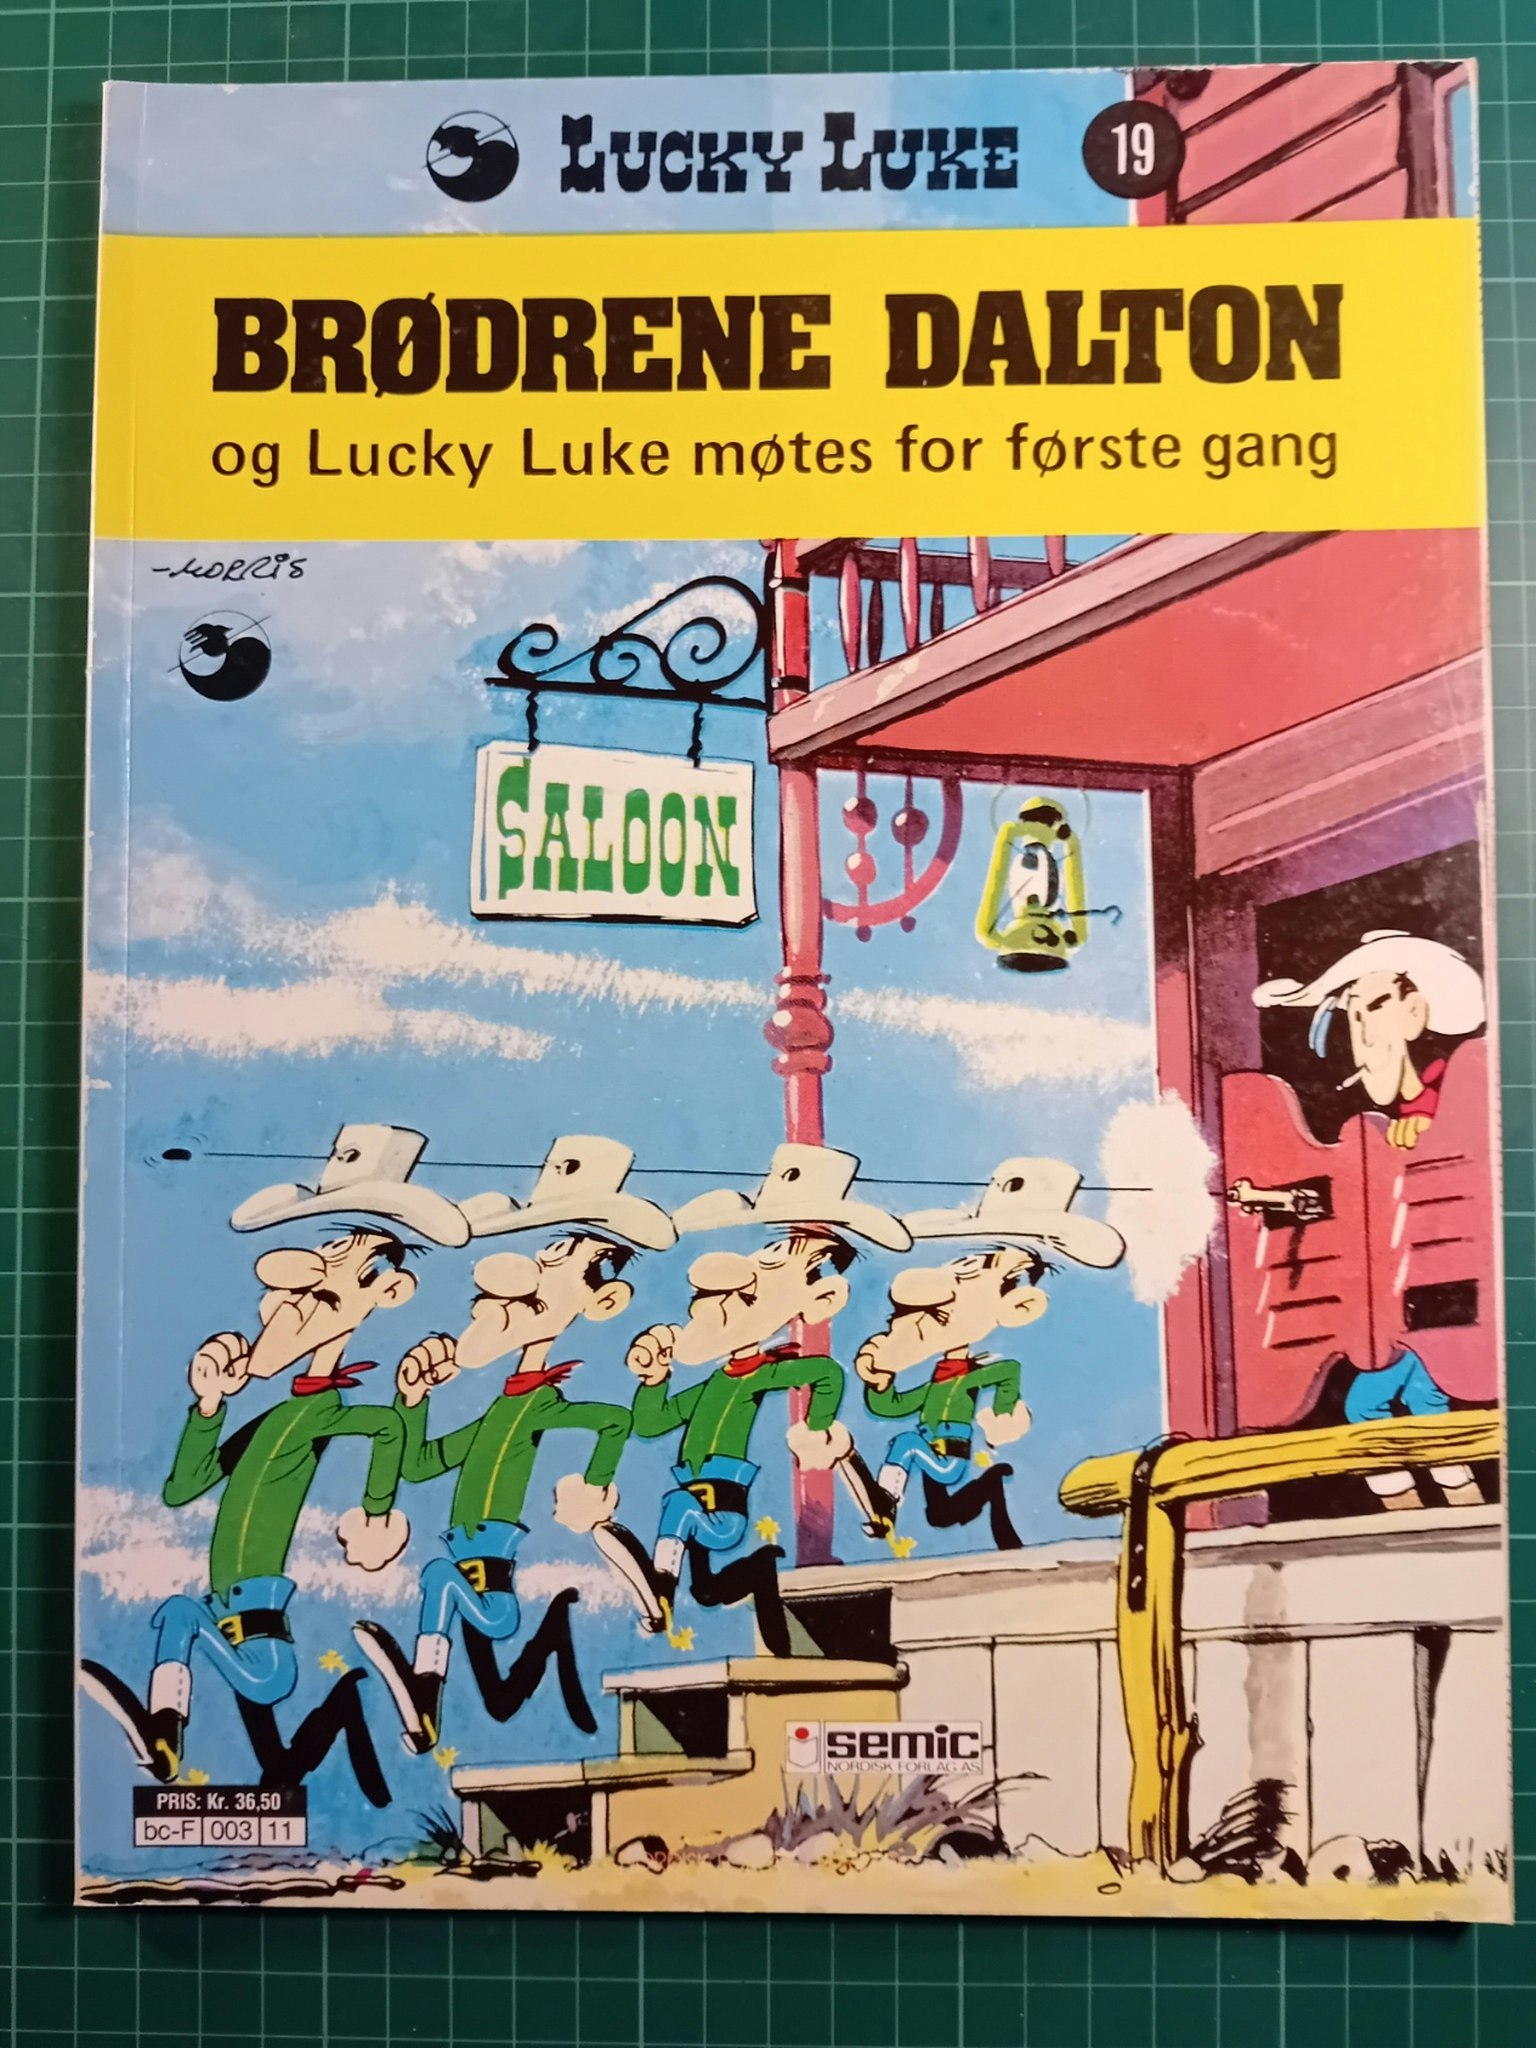 LUCKY LUKE
19
BRØDRENE DALTON
og Lucky Luke møtes for første gang
-MORRIS
SALOON
semic
NORDISK FORLAG AS
PRIS: Kr. 36,50
bc-F 003 11